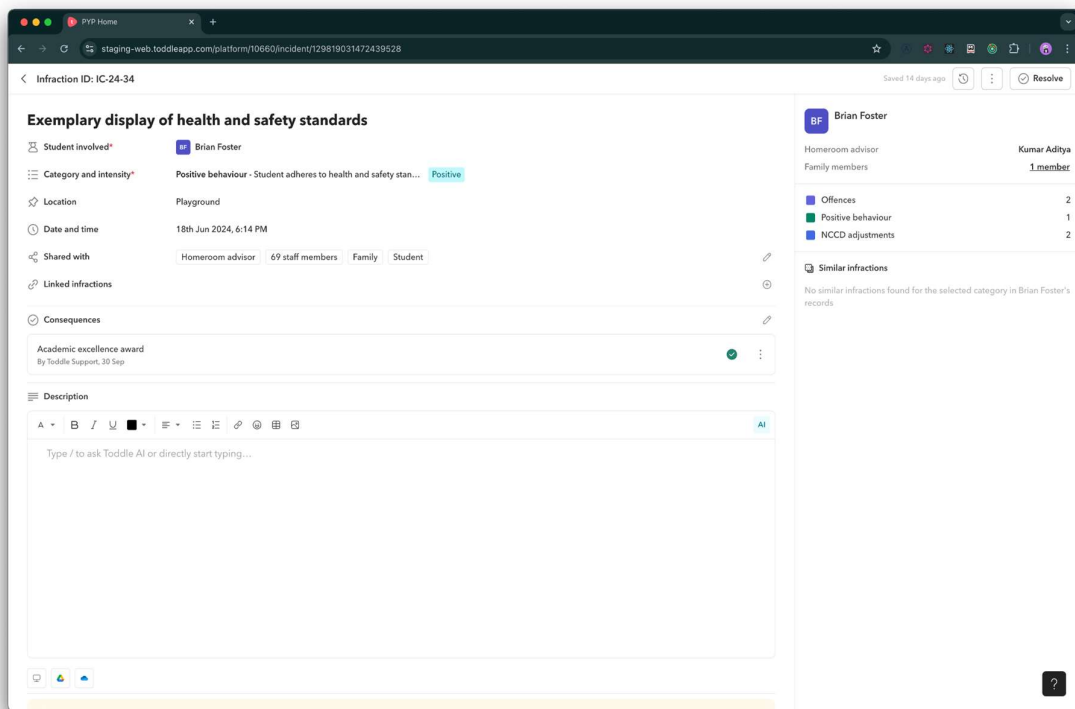 PYP Home
staging-web.toddleapp.com/platform/10660/incident/129819031472439528
Infraction ID: IC-24-34
Saved 14 days ago
Resolve
Exemplary display of health and safety standards
Student involved*
BF Brian Foster
Category and intensity*
Positive behaviour - Student adheres to health and safety stan... Positive
Location
Playground
Date and time
18th Jun 2024, 6:14 PM
Shared with
Homeroom advisor 69 staff members Family Student
Linked infractions
Consequences
Academic excellence award
By Toddle Support, 30 Sep
Description
A B I U AI
Type / to ask Toddle AI or directly start typing...
BF Brian Foster
Homeroom advisor Kumar Aditya
Family members 1 member
Offences 2
Positive behaviour 1
NCCD adjustments 2
Similar infractions
No similar infractions found for the selected category in Brian Foster's
records
?